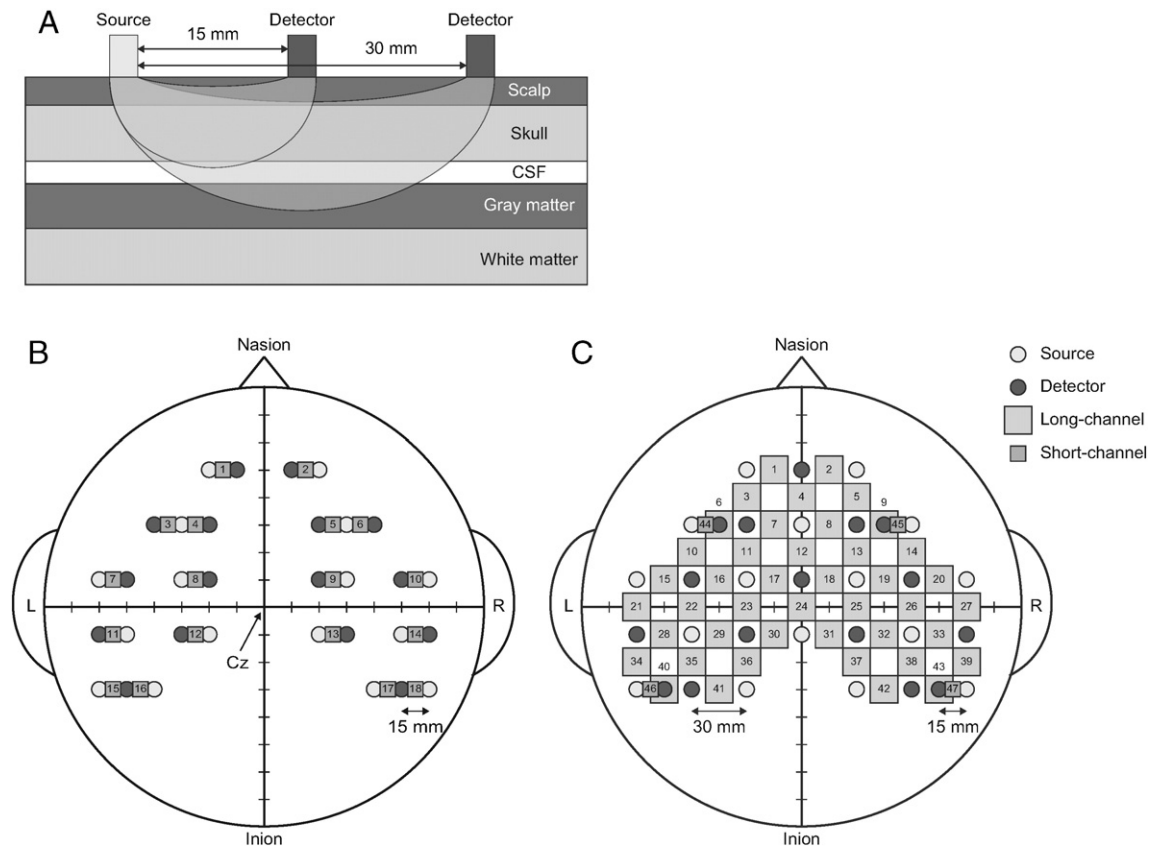 A
Source
Detector
Detector
15 mm
30 mm
Scalp
Skull
CSF
Gray matter
White matter
B
Nasion
1 2
3 4 5 6
7 8 9 10
L
R
11 12 13 14
Cz
15 16 17 18
15 mm
Inion
C
Nasion
Source
Detector
Long-channel
Short-channel
1 2
3 4 5
6 9
44 7 8 45
10 11 12 13 14
15 16 17 18 19 20
L 21 22 23 24 25 26 27 R
28 29 30 31 32 33
34 35 36 37 38 39
40 43
46 41 42 47
30 mm
15 mm
Inion